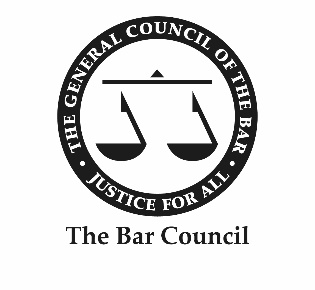 THE GENERAL COUNCIL OF THE BAR
• JUSTICE FOR ALL •
The Bar Council